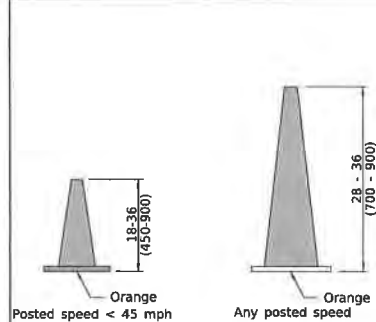 18-36
(450-900)
Orange
Posted speed < 45 mph
28 - 36
(700 - 900)
Orange
Any posted speed